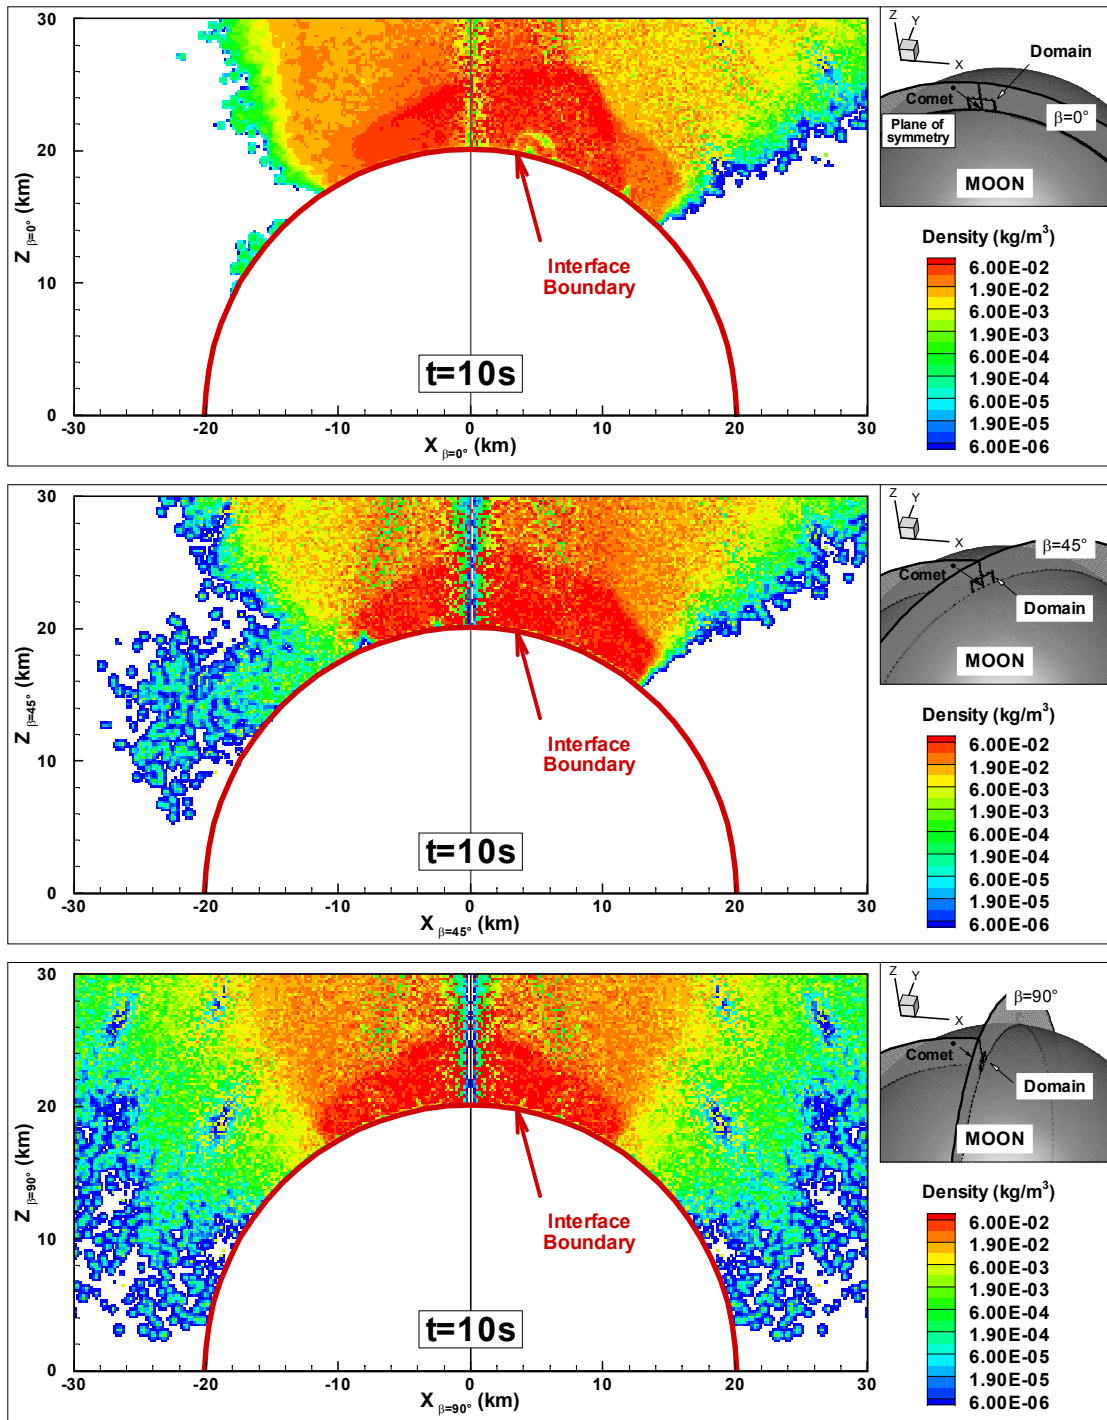 30
20
10
0
Z β=0° (km)
-30 -20 -10 0 10 20 30
X β=0° (km)
Interface
Boundary
t=10s
Z
Y
X
Domain
Comet
β=0°
Plane of
symmetry
MOON
Density (kg/m³)
6.00E-02
1.90E-02
6.00E-03
1.90E-03
6.00E-04
1.90E-04
6.00E-05
1.90E-05
6.00E-06
30
20
10
0
Z β=45° (km)
-30 -20 -10 0 10 20 30
X β=45° (km)
Interface
Boundary
t=10s
Z
Y
X
β=45°
Comet
Domain
MOON
Density (kg/m³)
6.00E-02
1.90E-02
6.00E-03
1.90E-03
6.00E-04
1.90E-04
6.00E-05
1.90E-05
6.00E-06
30
20
10
0
Z β=90° (km)
-30 -20 -10 0 10 20 30
X β=90° (km)
Interface
Boundary
t=10s
Z
Y
X
β=90°
Comet
Domain
MOON
Density (kg/m³)
6.00E-02
1.90E-02
6.00E-03
1.90E-03
6.00E-04
1.90E-04
6.00E-05
1.90E-05
6.00E-06